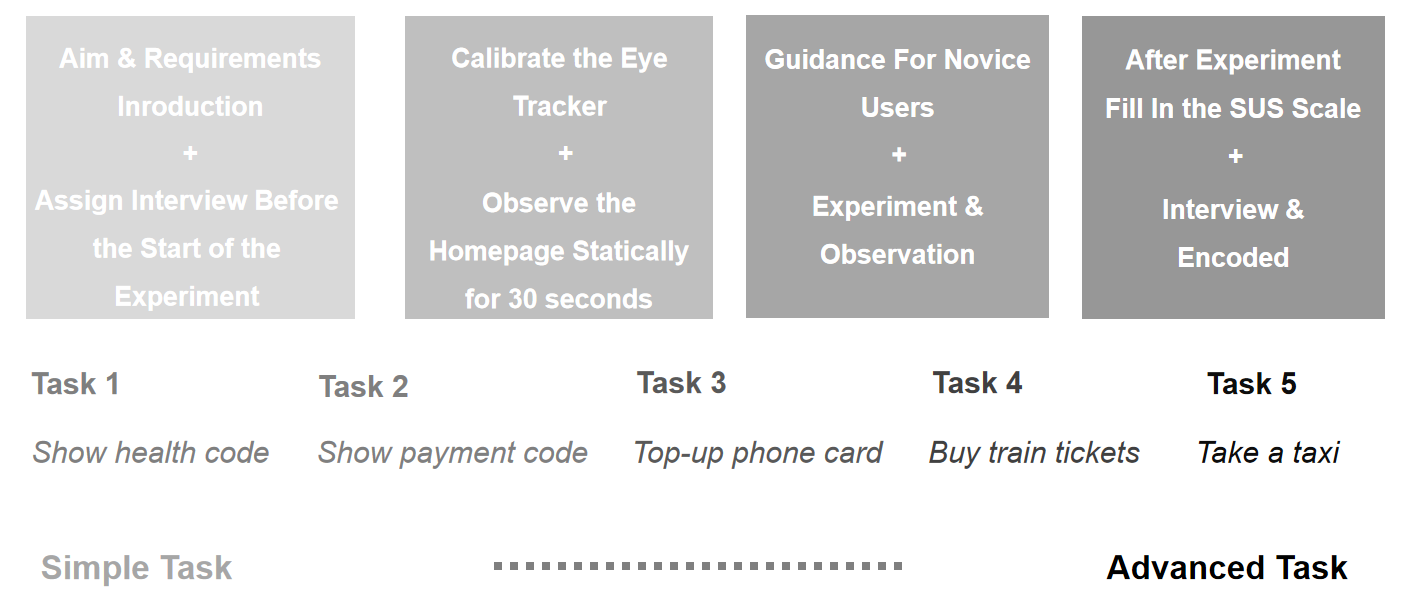 Aim & Requirements
Inroduction
+
Assign Interview Before
the Start of the
Experiment
Calibrate the Eye
Tracker
+
Observe the
Homepage Statically
for 30 seconds
Guidance For Novice
Users
+
Experiment &
Observation
After Experiment
Fill In the SUS Scale
+
Interview &
Encoded
Task 1
Task 2
Task 3
Task 4
Task 5
Show health code
Show payment code
Top-up phone card
Buy train tickets
Take a taxi
Simple Task
Advanced Task